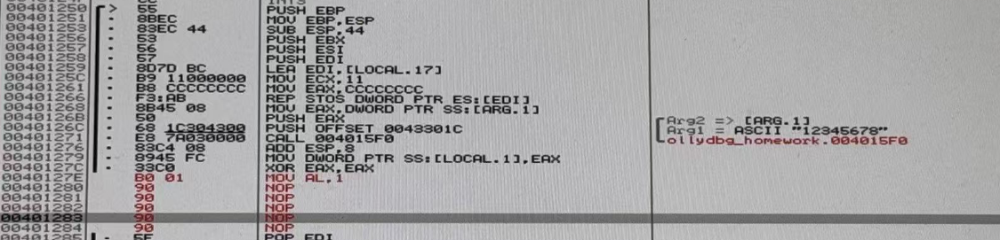 00401250 > 55 PUSH EBP
00401251 . 8BEC MOV EBP,ESP
00401253 . 83EC 44 SUB ESP,44
00401256 . 53 PUSH EBX
00401257 . 56 PUSH ESI
00401258 . 57 PUSH EDI
00401259 . 8D7D BC LEA EDI,[LOCAL.17]
0040125C . B9 11000000 MOV ECX,11
00401261 . B8 CCCCCCCC MOV EAX,CCCCCCCC
00401266 . F3:AB REP STOS DWORD PTR ES:[EDI]
00401268 . 8B45 08 MOV EAX,DWORD PTR SS:[ARG.1]
0040126B . 50 PUSH EAX Arg2 => [ARG.1]
0040126C . 68 1C304300 PUSH OFFSET 0043301C Arg1 = ASCII "12345678"
00401271 . E8 7A030000 CALL 004015F0 ollydbg_homework.004015F0
00401276 . 83C4 08 ADD ESP,8
00401279 . 8945 FC MOV DWORD PTR SS:[LOCAL.1],EAX
0040127C . 33C0 XOR EAX,EAX
0040127E B0 01 MOV AL,1
00401280 90 NOP
00401281 90 NOP
00401282 90 NOP
00401283 90 NOP
00401284 90 NOP
00401285 . 5F POP EDI